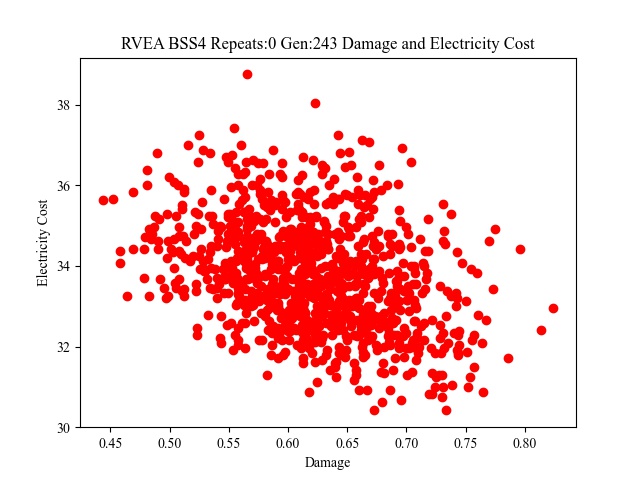 RVEA BSS4 Repeats:0 Gen:243 Damage and Electricity Cost
38
36
34
32
30
Electricity Cost
0.45 0.50 0.55 0.60 0.65 0.70 0.75 0.80
Damage